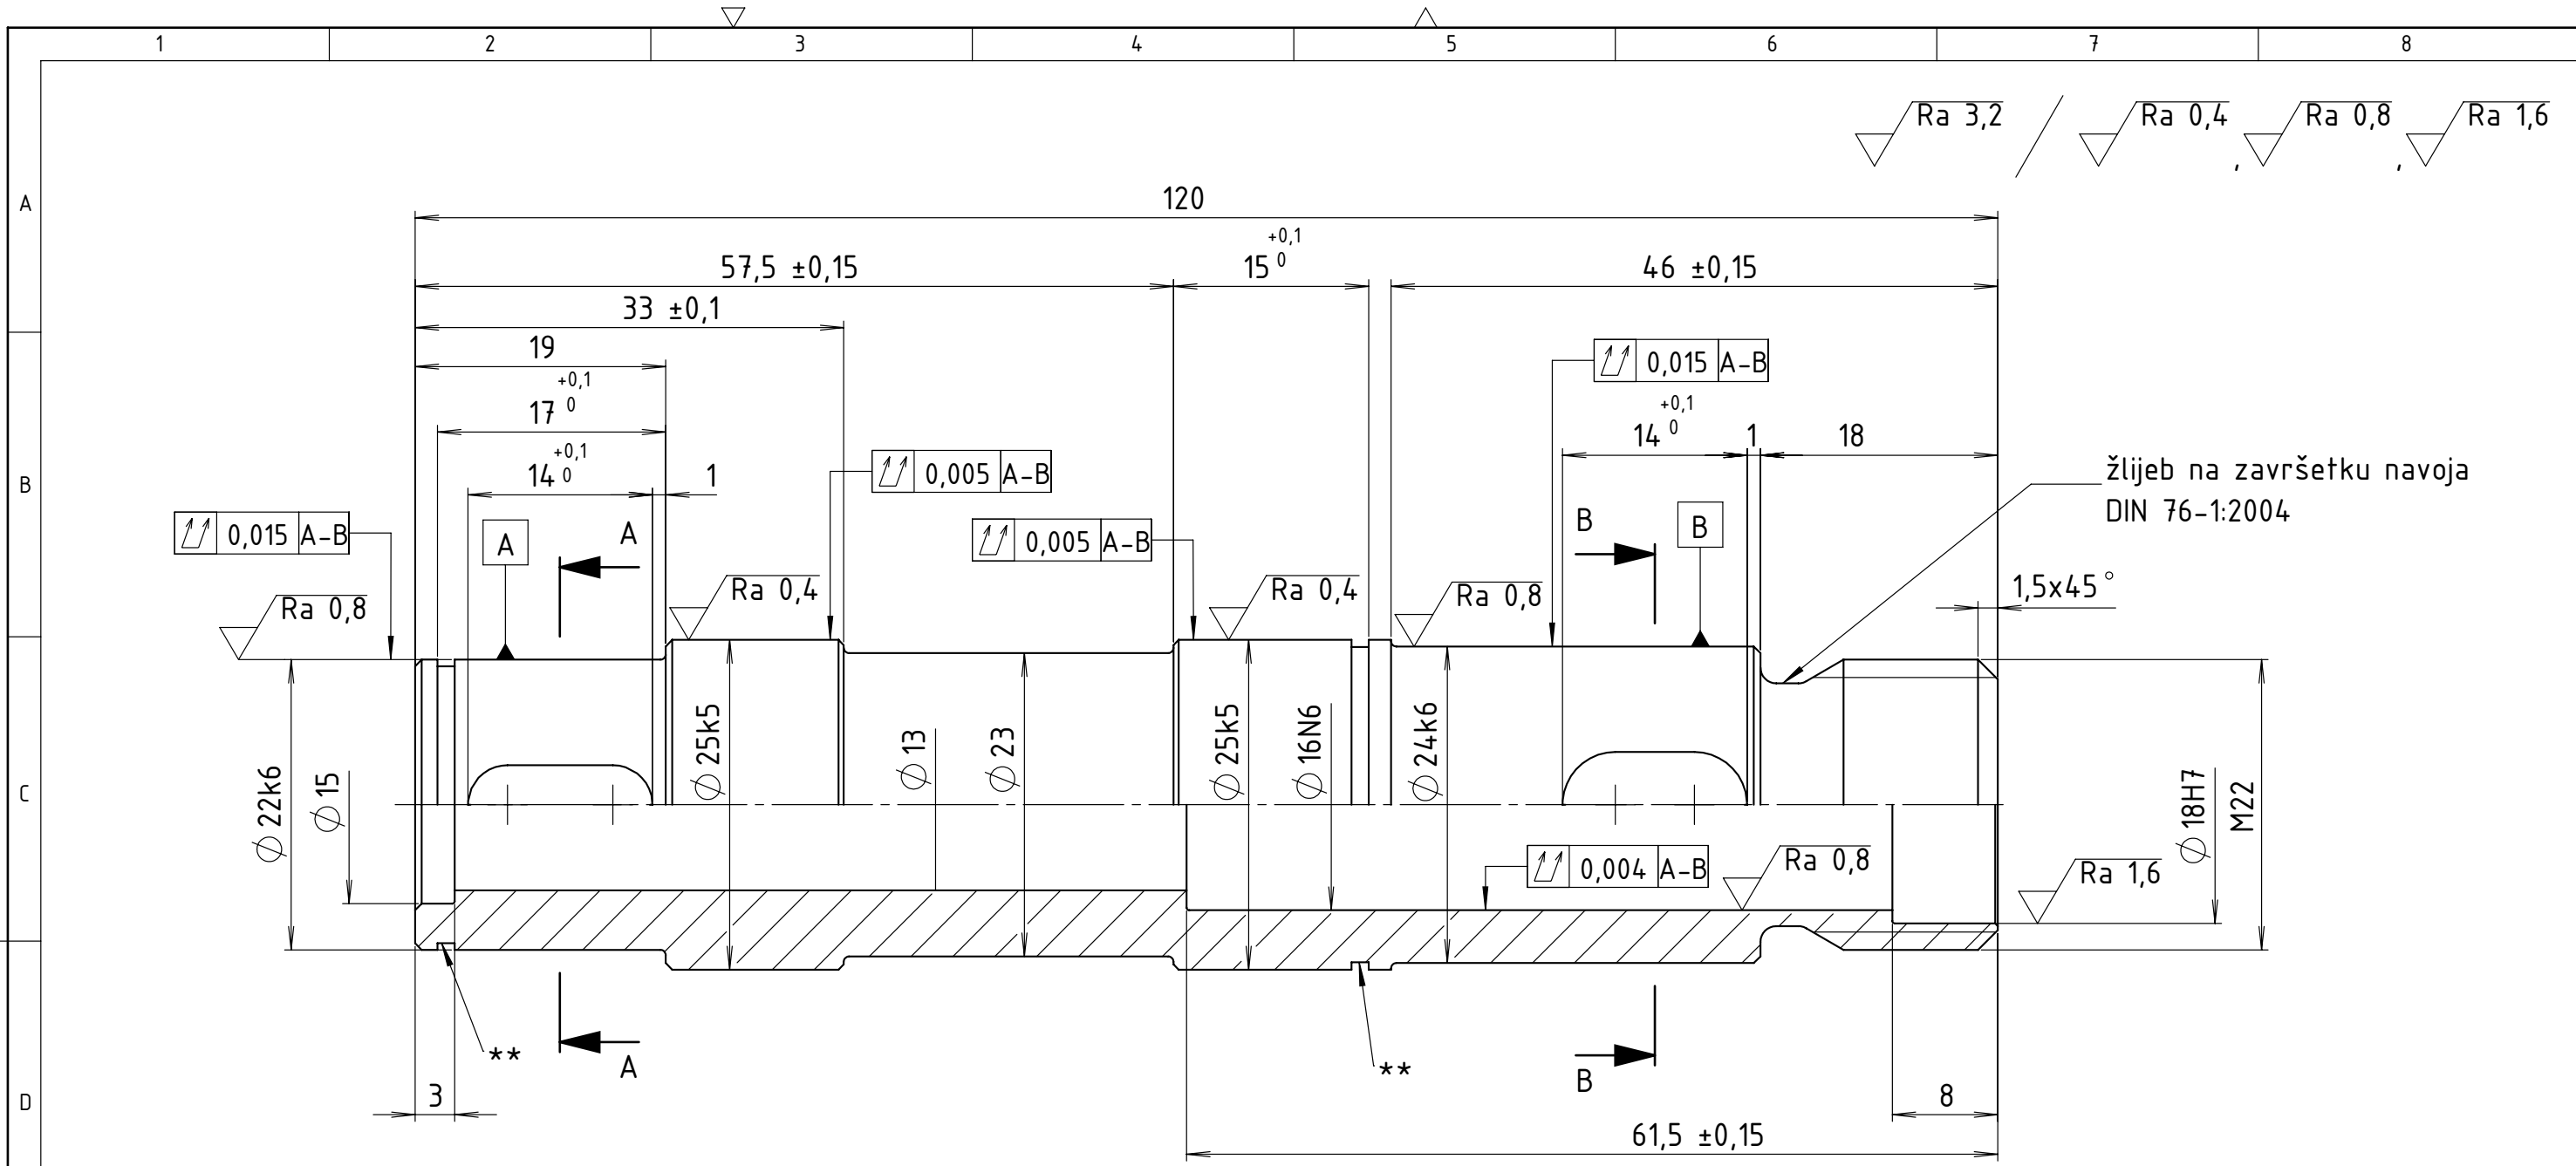 1 2 3 4 5 6 7 8
Ra 3,2 Ra 0,4 , Ra 0,8 , Ra 1,6
A
120
+0,1
57,5 ±0,15 15 0 46 ±0,15
33 ±0,1
19
0,015 A-B
+0,1
17 0
+0,1
14 0 1 18
+0,1
14 0 1
0,005 A-B
žlijeb na završetku navoja
DIN 76-1:2004
B
0,015 A-B
A
A
0,005 A-B
B
B
Ra 0,8
Ra 0,4
Ra 0,4
Ra 0,8
1,5x45°
C
∅22k6
∅15
∅25k5
∅13
∅23
∅25k5
∅16N6
∅24k6
∅18H7
M22
0,004 A-B
Ra 0,8
Ra 1,6
**
A
**
B
D
3
8
61,5 ±0,15